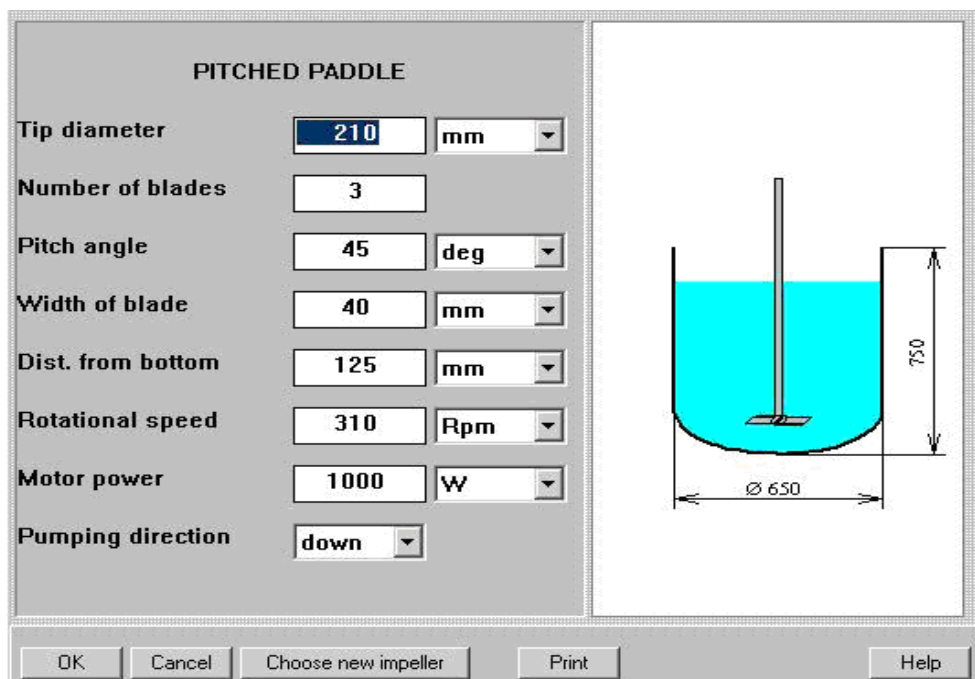 PITCHED PADDLE
Tip diameter 210 mm
Number of blades 3
Pitch angle 45 deg
Width of blade 40 mm
Dist. from bottom 125 mm
Rotational speed 310 Rpm
Motor power 1000 W
Pumping direction down
750
Ø 650
OK Cancel Choose new impeller Print Help